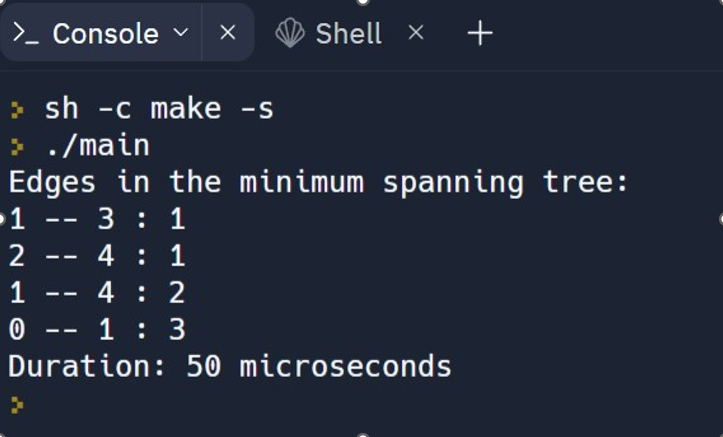 >_ Console
Shell
+
> sh -c make -s
> ./main
Edges in the minimum spanning tree:
1 -- 3 : 1
2 -- 4 : 1
1 -- 4 : 2
0 -- 1 : 3
Duration: 50 microseconds
>